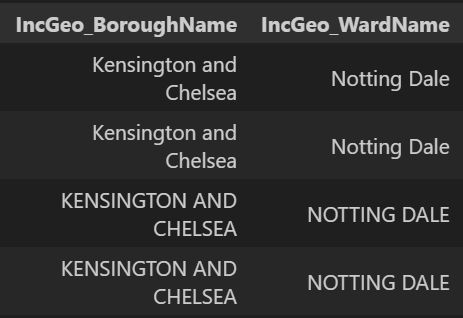 IncGeo_BoroughName IncGeo_WardName
Kensington and
Chelsea
Notting Dale
Kensington and
Chelsea
Notting Dale
KENSINGTON AND
CHELSEA
NOTTING DALE
KENSINGTON AND
CHELSEA
NOTTING DALE